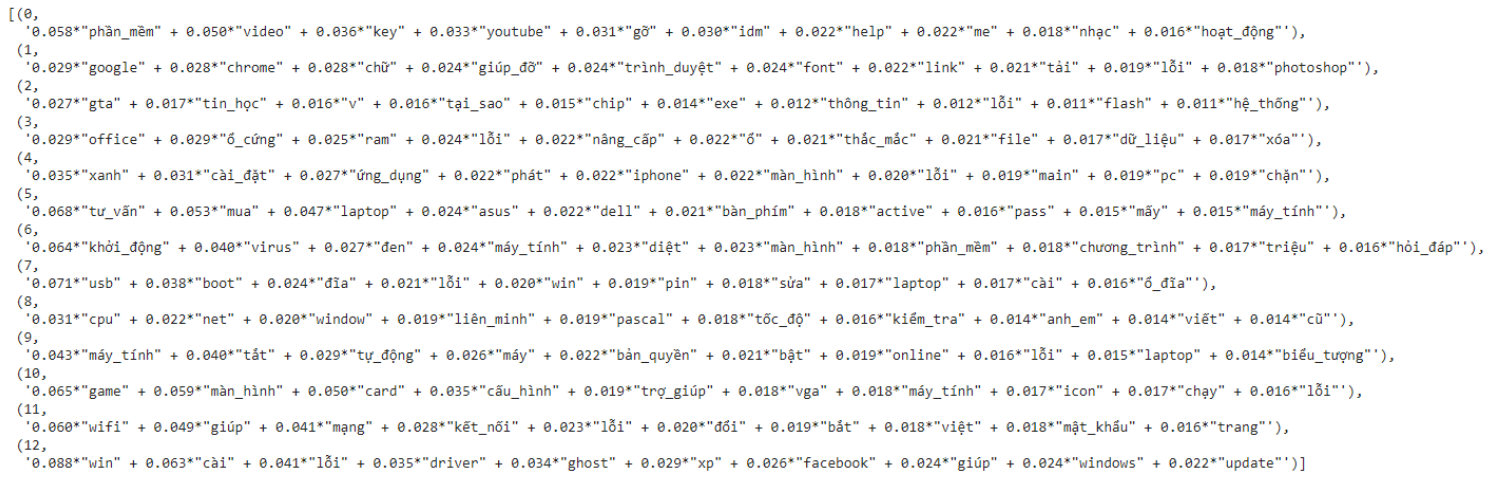 [(0,
'0.058*"phần_mềm" + 0.050*"video" + 0.036*"key" + 0.033*"youtube" + 0.031*"gỡ" + 0.030*"idm" + 0.022*"help" + 0.022*"me" + 0.018*"nhạc" + 0.016*"hoạt_động"'),
(1,
'0.029*"google" + 0.028*"chrome" + 0.028*"chữ" + 0.024*"giúp_đỡ" + 0.024*"trình_duyệt" + 0.024*"font" + 0.022*"link" + 0.021*"tải" + 0.019*"lỗi" + 0.018*"photoshop"'),
(2,
'0.027*"gta" + 0.017*"tin_học" + 0.016*"v" + 0.016*"tại_sao" + 0.015*"chip" + 0.014*"exe" + 0.012*"thông_tin" + 0.012*"lỗi" + 0.011*"flash" + 0.011*"hệ_thống"'),
(3,
'0.029*"office" + 0.029*"ổ_cứng" + 0.025*"ram" + 0.024*"lỗi" + 0.022*"nâng_cấp" + 0.022*"ổ" + 0.021*"thắc_mắc" + 0.021*"file" + 0.017*"dữ_liệu" + 0.017*"xóa"'),
(4,
'0.035*"xanh" + 0.031*"cài_đặt" + 0.027*"ứng_dụng" + 0.022*"phát" + 0.022*"iphone" + 0.022*"màn_hình" + 0.020*"lỗi" + 0.019*"main" + 0.019*"pc" + 0.019*"chặn"'),
(5,
'0.068*"tư_vấn" + 0.053*"mua" + 0.047*"laptop" + 0.024*"asus" + 0.022*"dell" + 0.021*"bàn_phím" + 0.018*"active" + 0.016*"pass" + 0.015*"mấy" + 0.015*"máy_tính"'),
(6,
'0.064*"khởi_động" + 0.040*"virus" + 0.027*"đen" + 0.024*"máy_tính" + 0.023*"diệt" + 0.023*"màn_hình" + 0.018*"phần_mềm" + 0.018*"chương_trình" + 0.017*"triệu" + 0.016*"hỏi_đáp"'),
(7,
'0.071*"usb" + 0.038*"boot" + 0.024*"đĩa" + 0.021*"lỗi" + 0.020*"win" + 0.019*"pin" + 0.018*"sửa" + 0.017*"laptop" + 0.017*"cài" + 0.016*"ổ_đĩa"'),
(8,
'0.031*"cpu" + 0.022*"net" + 0.020*"window" + 0.019*"liên_minh" + 0.019*"pascal" + 0.018*"tốc_độ" + 0.016*"kiểm_tra" + 0.014*"anh_em" + 0.014*"viết" + 0.014*"cũ"'),
(9,
'0.043*"máy_tính" + 0.040*"tắt" + 0.029*"tự_động" + 0.026*"máy" + 0.022*"bản_quyền" + 0.021*"bật" + 0.019*"online" + 0.016*"lỗi" + 0.015*"laptop" + 0.014*"biểu_tượng"'),
(10,
'0.065*"game" + 0.059*"màn_hình" + 0.050*"card" + 0.035*"cấu_hình" + 0.019*"trợ_giúp" + 0.018*"vga" + 0.018*"máy_tính" + 0.017*"icon" + 0.017*"chạy" + 0.016*"lỗi"'),
(11,
'0.060*"wifi" + 0.049*"giúp" + 0.041*"mạng" + 0.028*"kết_nối" + 0.023*"lỗi" + 0.020*"đổi" + 0.019*"bắt" + 0.018*"việt" + 0.018*"mật_khẩu" + 0.016*"trang"'),
(12,
'0.088*"win" + 0.063*"cài" + 0.041*"lỗi" + 0.035*"driver" + 0.034*"ghost" + 0.029*"xp" + 0.026*"facebook" + 0.024*"giúp" + 0.024*"windows" + 0.022*"update"')]